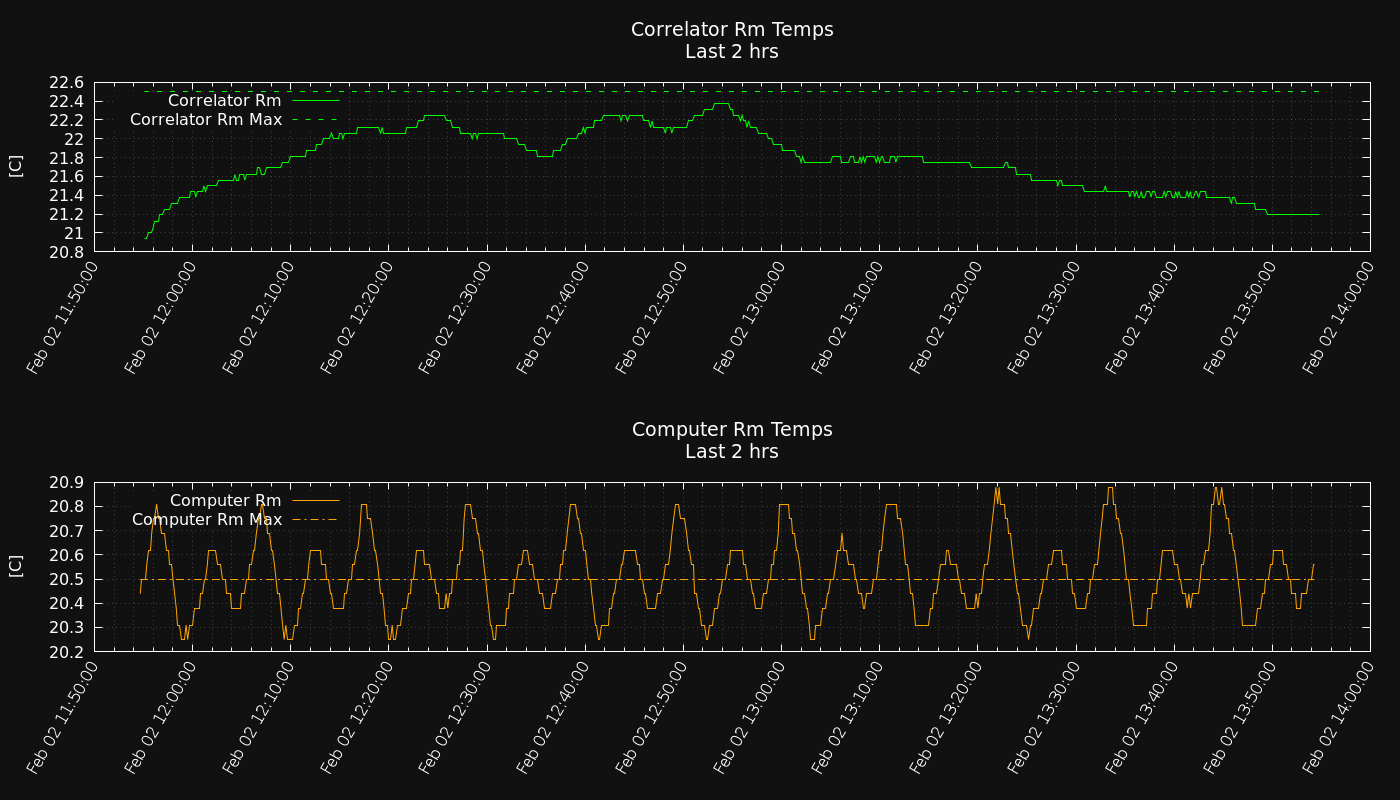 Correlator Rm Temps
Last 2 hrs
22.6
22.4
22.2
22
21.8
21.6
21.4
21.2
21
20.8
[C]
Correlator Rm
Correlator Rm Max
Feb 02 11:50:00
Feb 02 12:00:00
Feb 02 12:10:00
Feb 02 12:20:00
Feb 02 12:30:00
Feb 02 12:40:00
Feb 02 12:50:00
Feb 02 13:00:00
Feb 02 13:10:00
Feb 02 13:20:00
Feb 02 13:30:00
Feb 02 13:40:00
Feb 02 13:50:00
Feb 02 14:00:00
Computer Rm Temps
Last 2 hrs
20.9
20.8
20.7
20.6
20.5
20.4
20.3
20.2
[C]
Computer Rm
Computer Rm Max
Feb 02 11:50:00
Feb 02 12:00:00
Feb 02 12:10:00
Feb 02 12:20:00
Feb 02 12:30:00
Feb 02 12:40:00
Feb 02 12:50:00
Feb 02 13:00:00
Feb 02 13:10:00
Feb 02 13:20:00
Feb 02 13:30:00
Feb 02 13:40:00
Feb 02 13:50:00
Feb 02 14:00:00